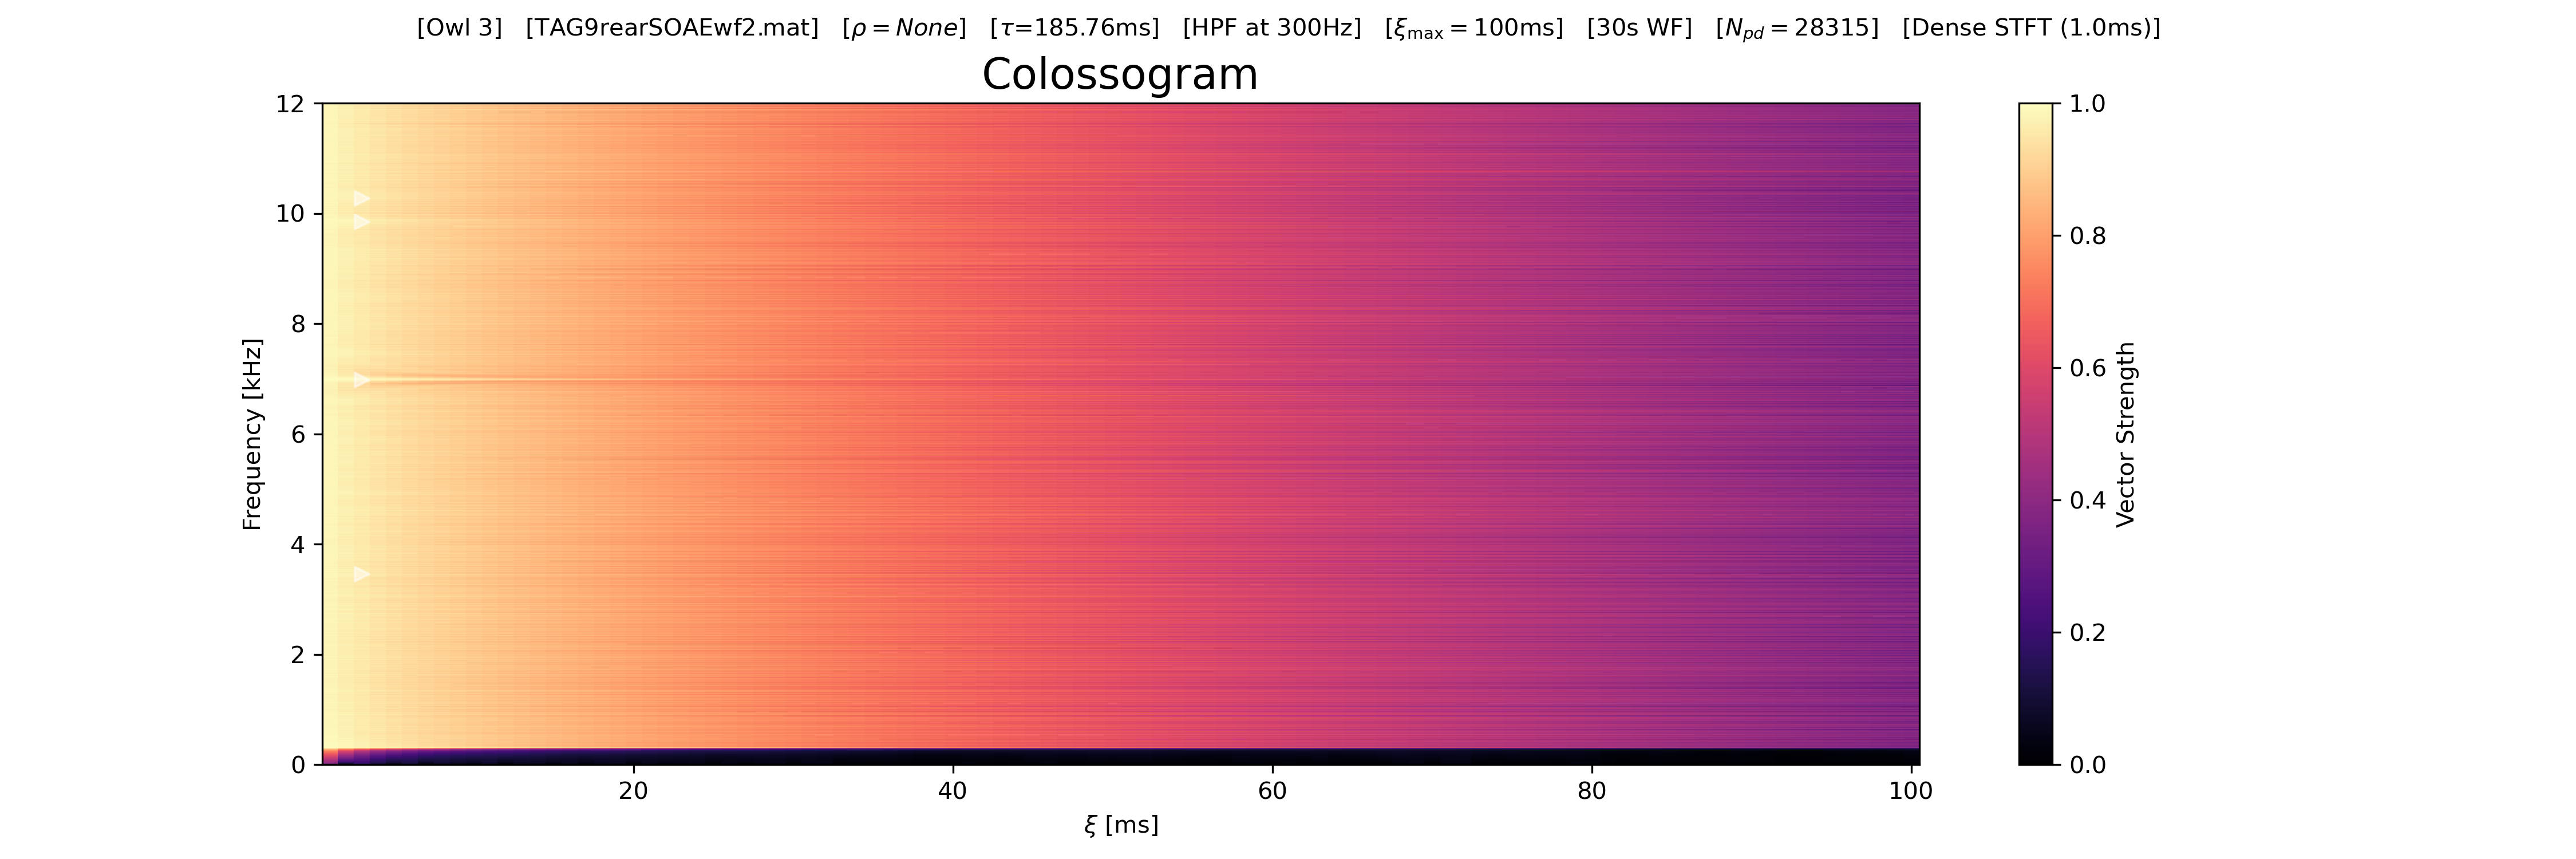 [Owl 3] [TAG9rearSOAEwf2.mat] [ρ = None] [τ=185.76ms] [HPF at 300Hz] [ξmax = 100ms] [30s WF] [Npd = 28315] [Dense STFT (1.0ms)]
Colossogram
Frequency [kHz]
12
10
8
6
4
2
0
20 40 60 80 100
ξ [ms]
1.0
0.8
0.6
0.4
0.2
0.0
Vector Strength